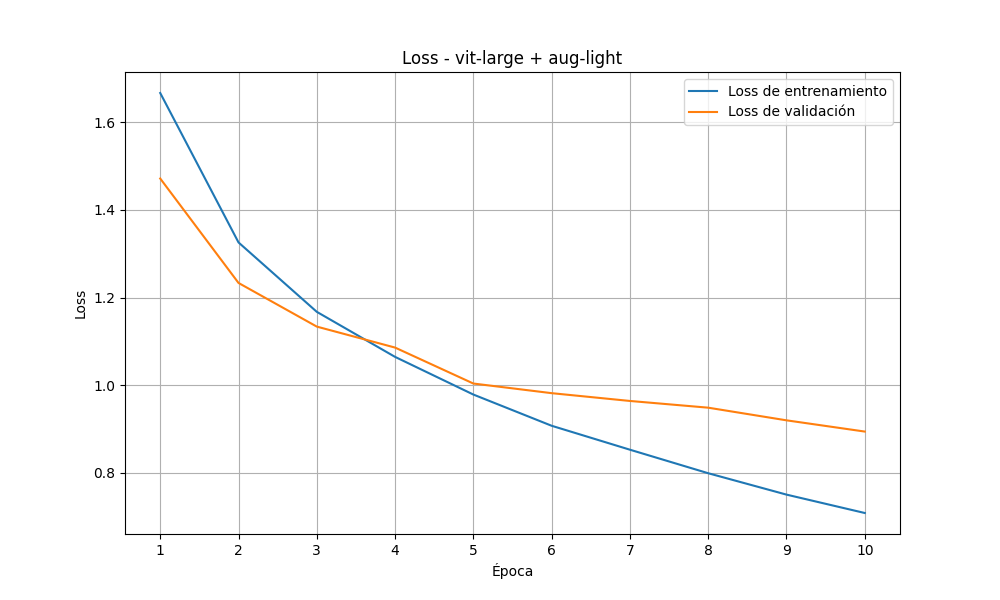 Loss - vit-large + aug-light
Loss de entrenamiento
Loss de validación
1.6
1.4
1.2
1.0
0.8
Loss
1 2 3 4 5 6 7 8 9 10
Época